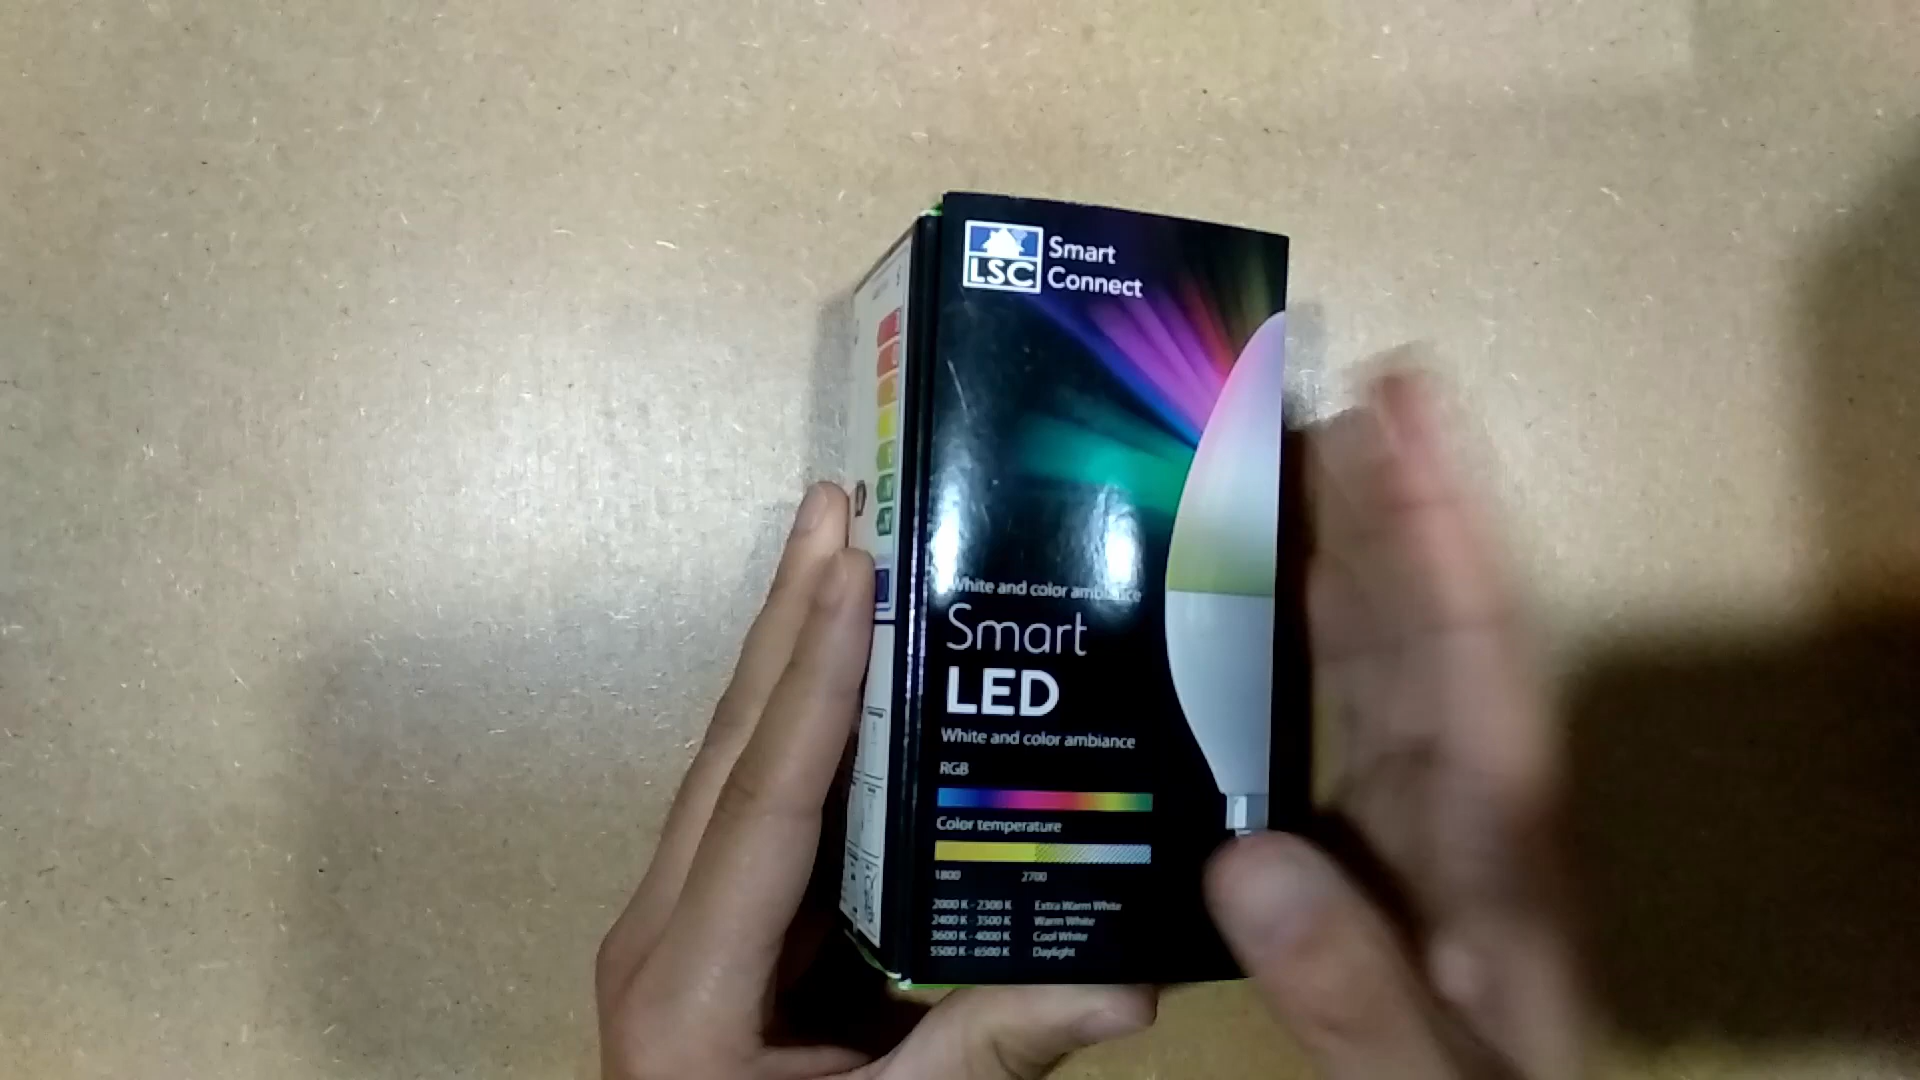 LSC
Smart
Connect
White and color ambiance
Smart
LED
White and color ambiance
RGB
Color temperature
1800 2700
2000 K - 2300 K Extra Warm White
2400 K - 3500 K Warm White
3600 K - 4000 K Cool White
5500 K - 6500 K Daylight